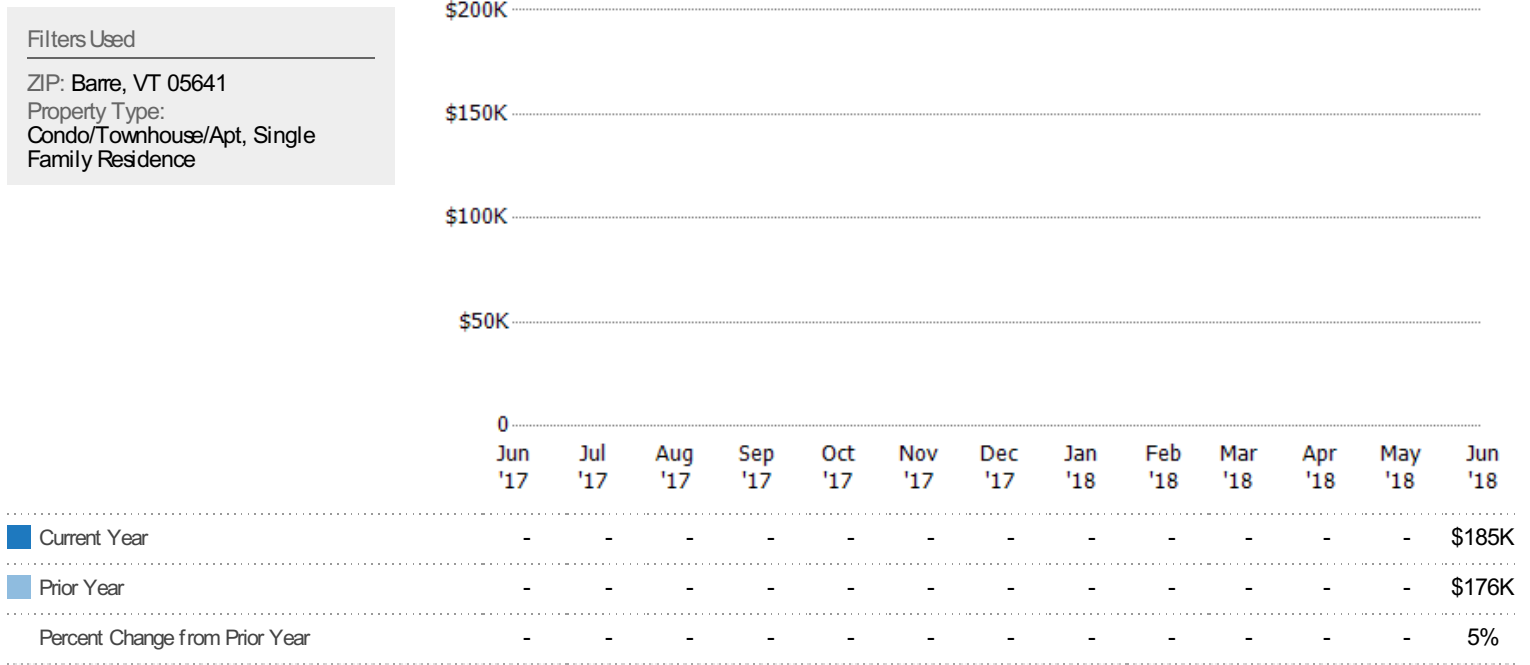 Filters Used
ZIP: Barre, VT 05641
Property Type:
Condo/Townhouse/Apt, Single
Family Residence
$200K
$150K
$100K
$50K
0
Jun Jul Aug Sep Oct Nov Dec Jan Feb Mar Apr May Jun
'17 '17 '17 '17 '17 '17 '17 '18 '18 '18 '18 '18 '18
Current Year - - - - - - - - - - - - $185K
Prior Year - - - - - - - - - - - - $176K
Percent Change from Prior Year - - - - - - - - - - - - 5%